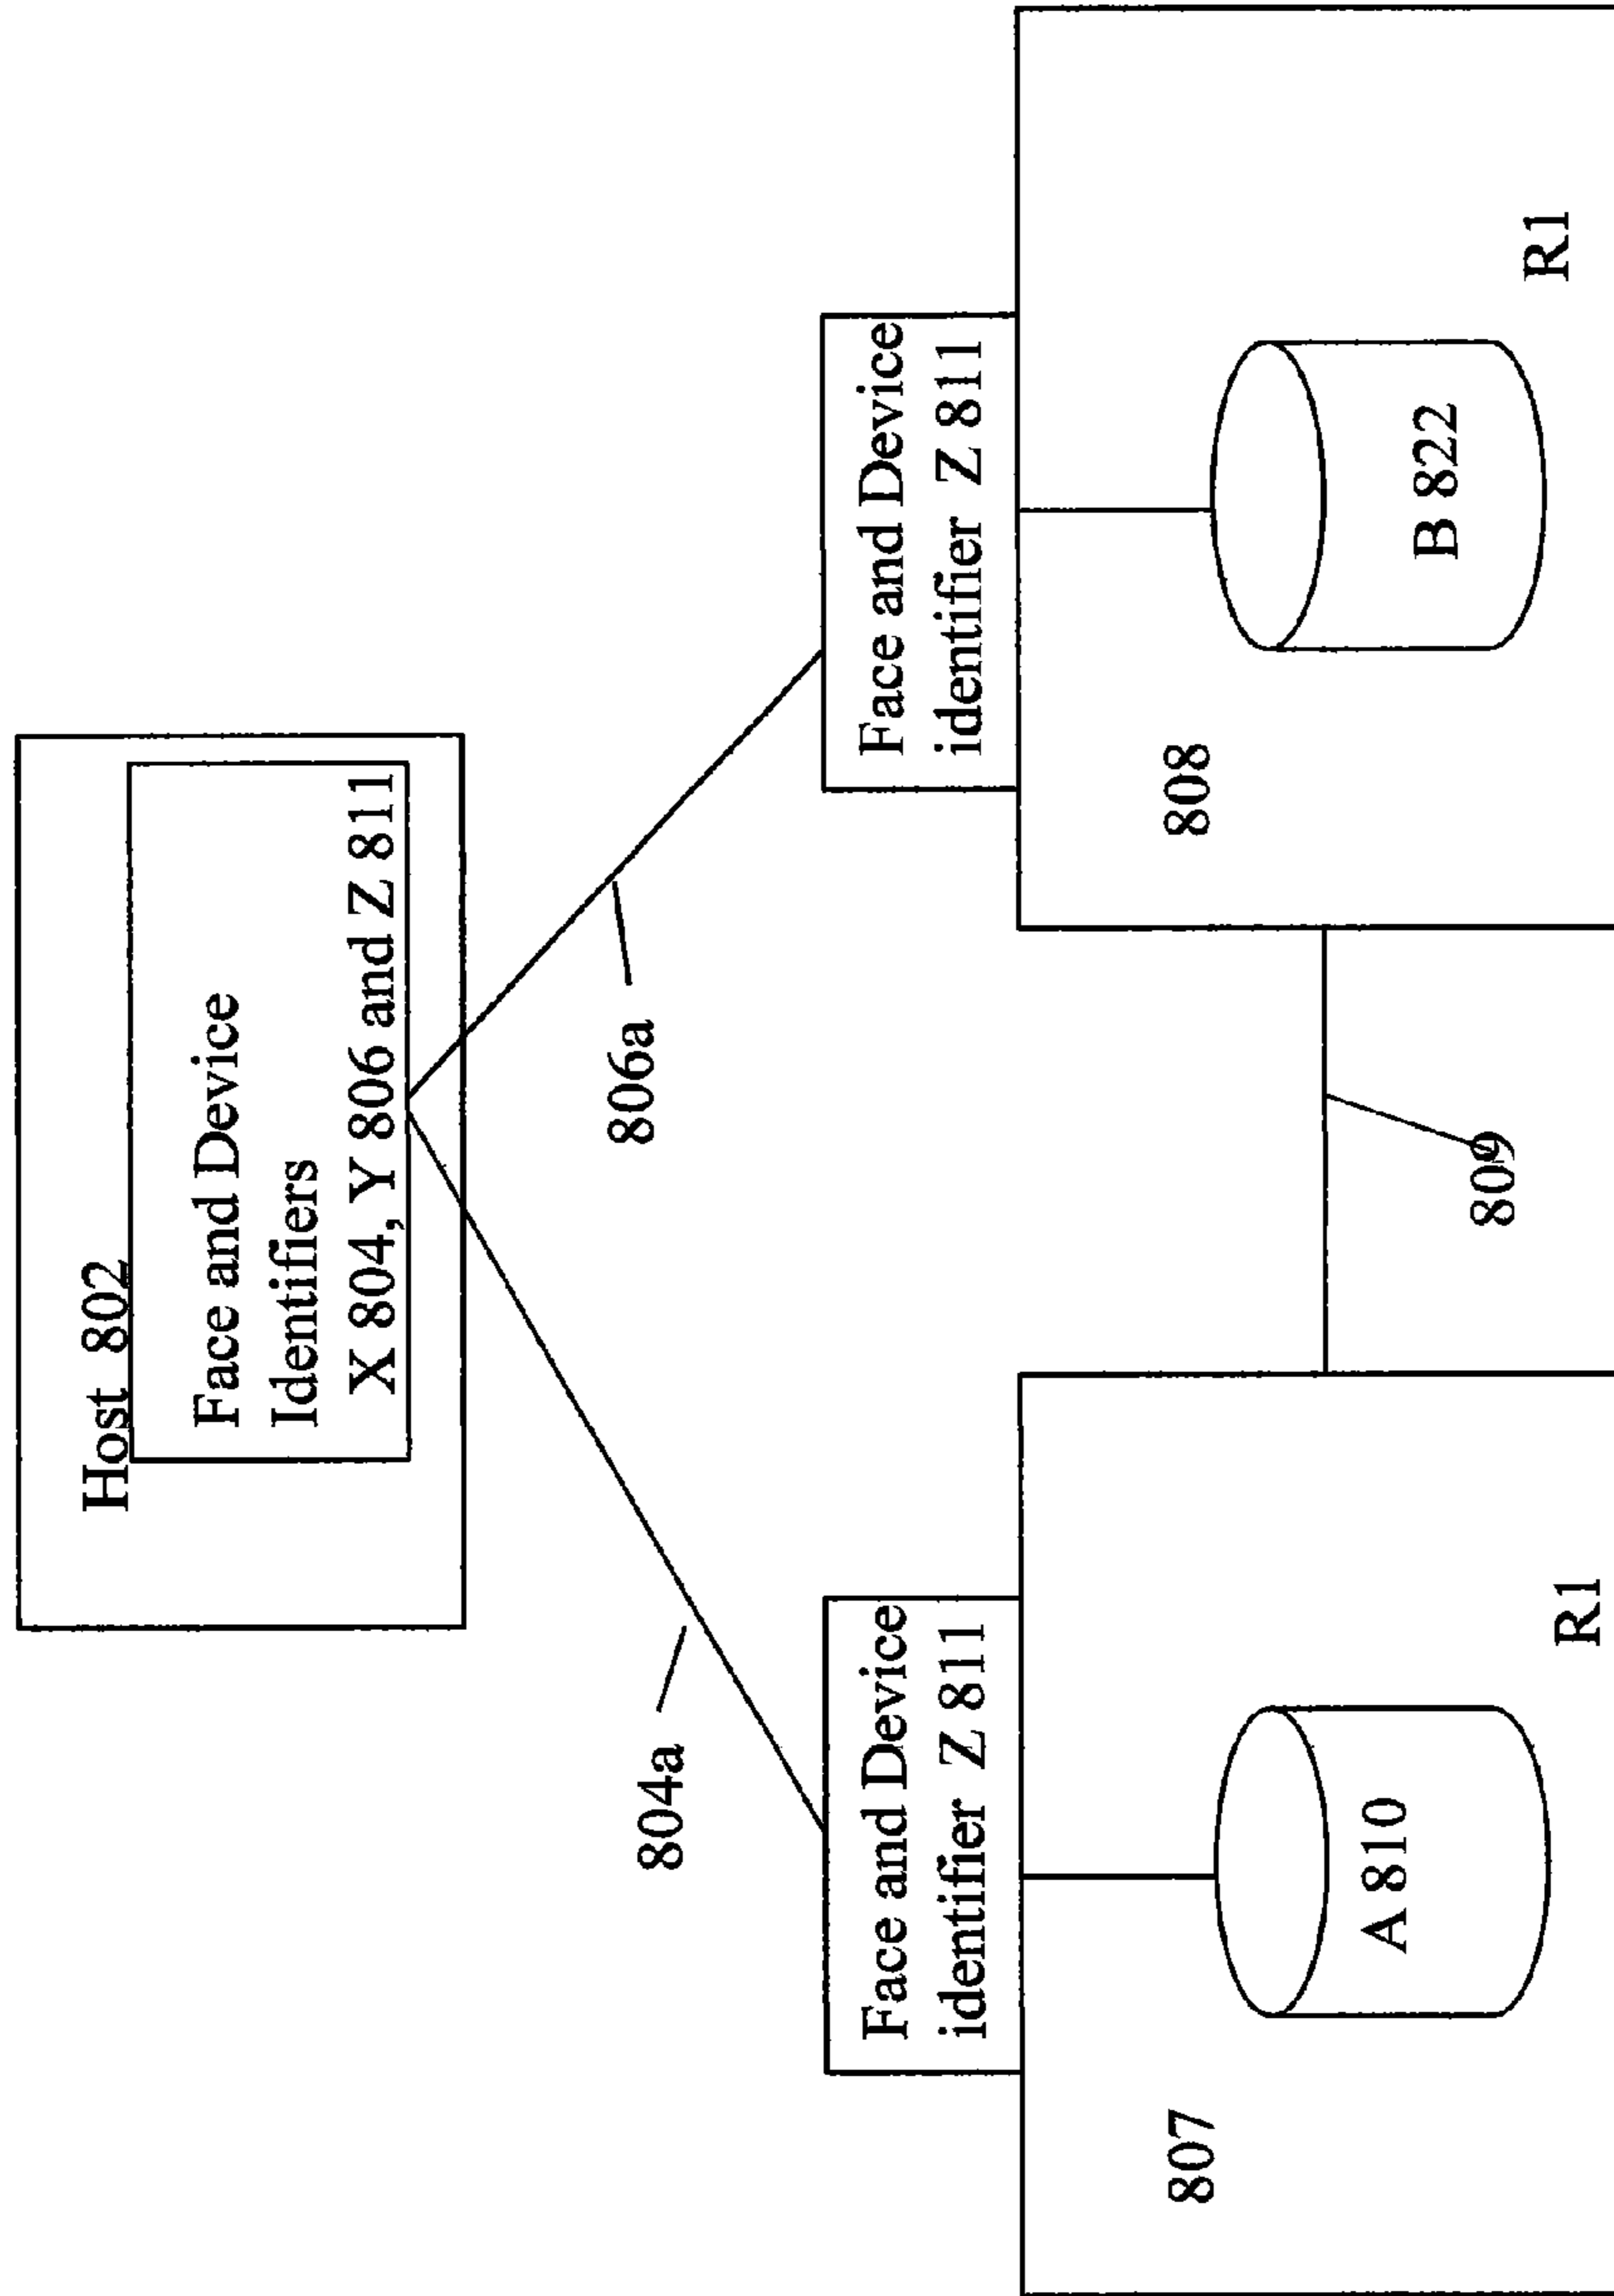 Host 802
Face and Device
Identifiers
X 804, Y 806 and Z 811
804a
806a
Face and Device
identifier Z 811
Face and Device
identifier Z 811
807
808
A 810
B 822
809
R1
R1